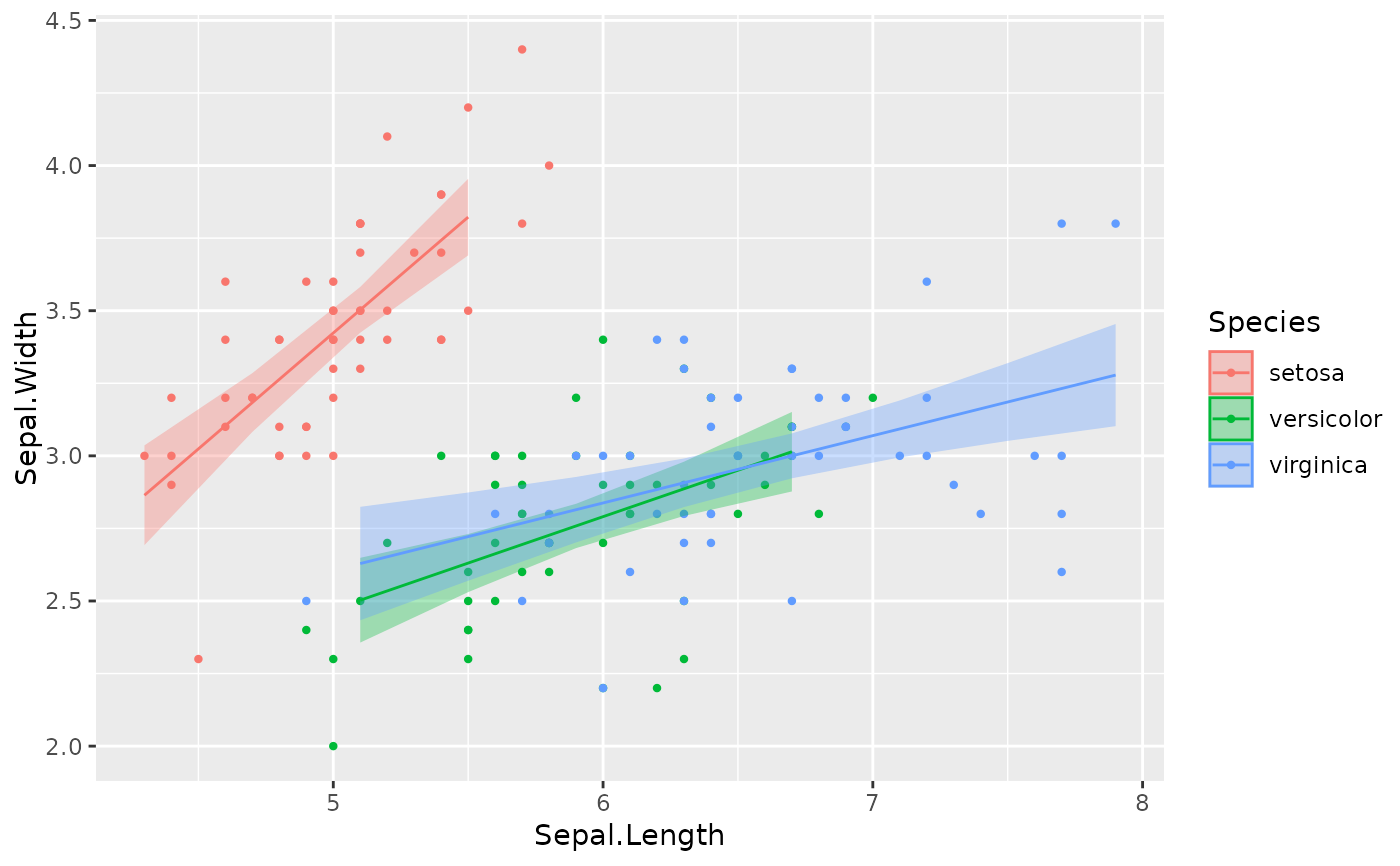 4.5
4.0
3.5
3.0
2.5
2.0
Sepal.Width
5 6 7 8
Sepal.Length
Species
setosa
versicolor
virginica